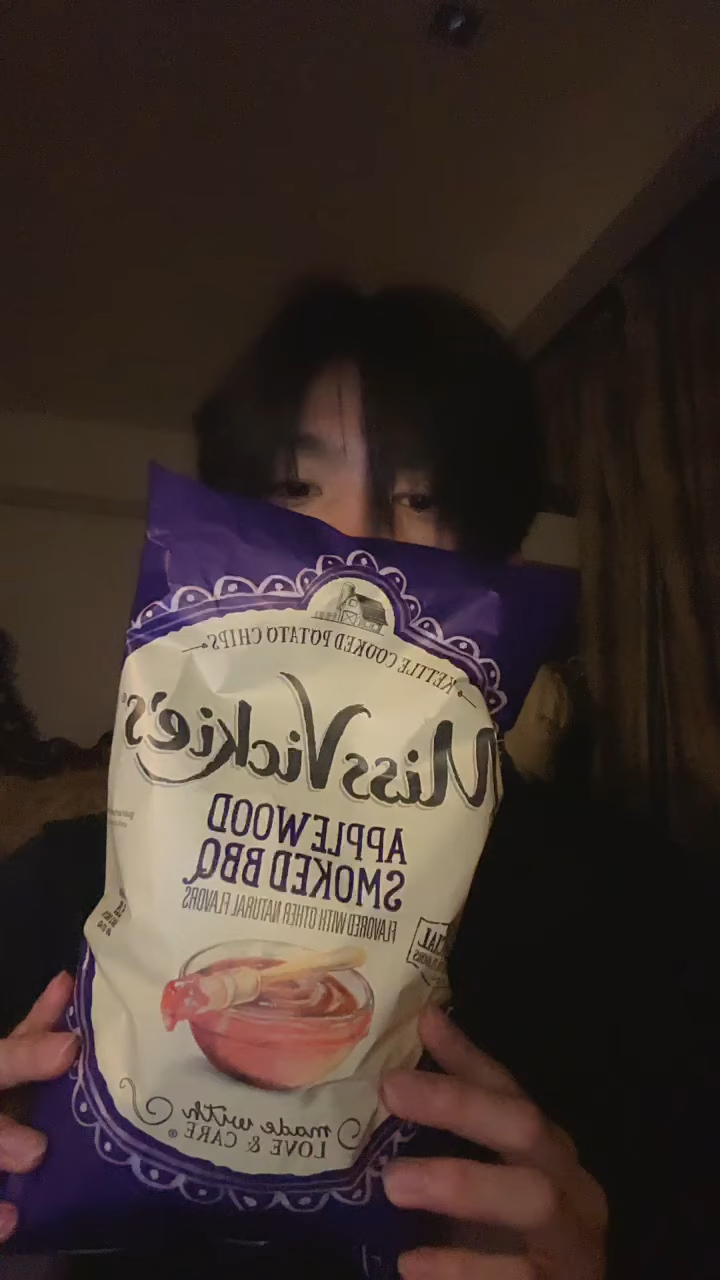 KETTLE COOKED POTATO CHIPS
Miss Vickie's
APPLEWOOD
SMOKED BBQ
FLAVORED WITH OTHER NATURAL FLAVORS
made with
LOVE & CARE®